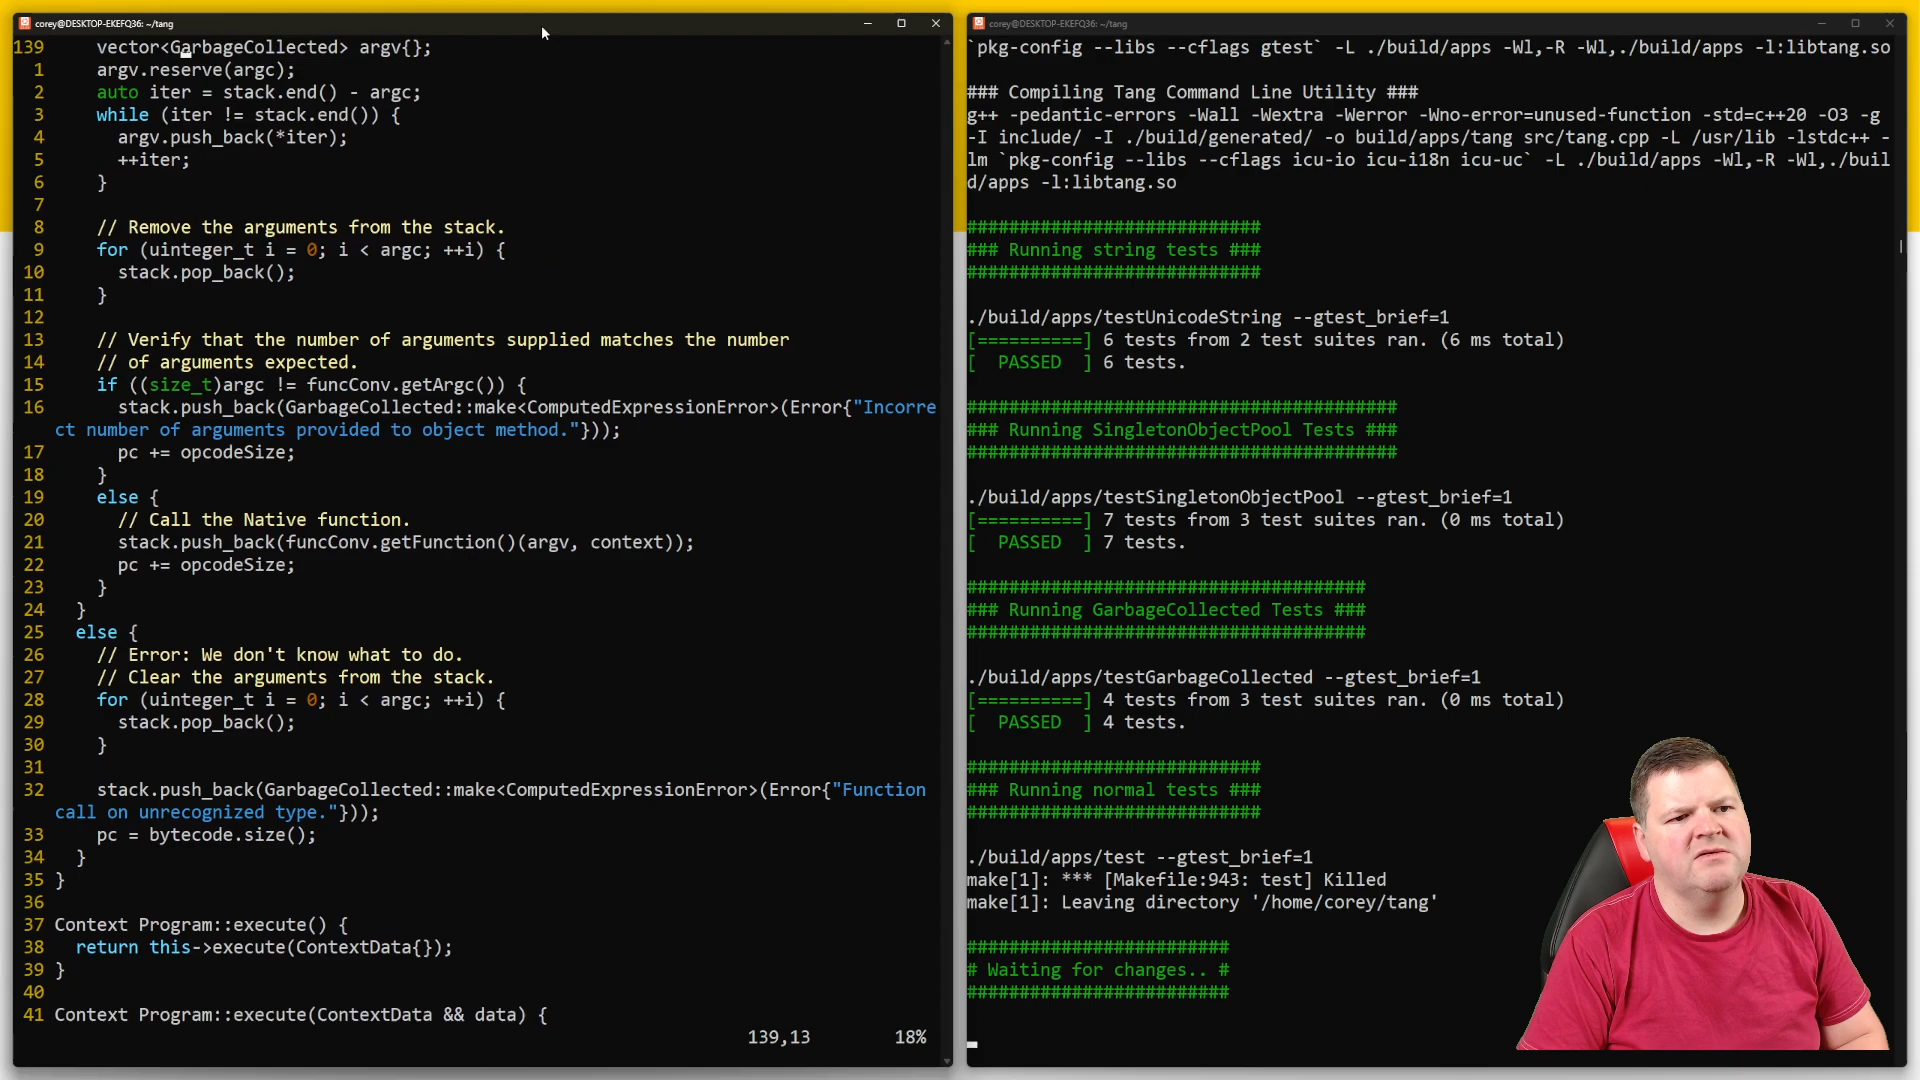 corey@DESKTOP-EKEFQ36: ~/tang
139 vector<GarbageCollected> argv{};
1 argv.reserve(argc);
2 auto iter = stack.end() - argc;
3 while (iter != stack.end()) {
4 argv.push_back(*iter);
5 ++iter;
6 }
7
8 // Remove the arguments from the stack.
9 for (uinteger_t i = 0; i < argc; ++i) {
10 stack.pop_back();
11 }
12
13 // Verify that the number of arguments supplied matches the number
14 // of arguments expected.
15 if ((size_t)argc != funcConv.getArgc()) {
16 stack.push_back(GarbageCollected::make<ComputedExpressionError>(Error{"Incorre
ct number of arguments provided to object method."}));
17 pc += opcodeSize;
18 }
19 else {
20 // Call the Native function.
21 stack.push_back(funcConv.getFunction()(argv, context));
22 pc += opcodeSize;
23 }
24 }
25 else {
26 // Error: We don't know what to do.
27 // Clear the arguments from the stack.
28 for (uinteger_t i = 0; i < argc; ++i) {
29 stack.pop_back();
30 }
31
32 stack.push_back(GarbageCollected::make<ComputedExpressionError>(Error{"Function
call on unrecognized type."}));
33 pc = bytecode.size();
34 }
35 }
36
37 Context Program::execute() {
38 return this->execute(ContextData{});
39 }
40
41 Context Program::execute(ContextData && data) {
139,13 18%
corey@DESKTOP-EKEFQ36: ~/tang
`pkg-config --libs --cflags gtest` -L ./build/apps -Wl,-R -Wl,./build/apps -l:libtang.so
### Compiling Tang Command Line Utility ###
g++ -pedantic-errors -Wall -Wextra -Werror -Wno-error=unused-function -std=c++20 -O3 -g
-I include/ -I ./build/generated/ -o build/apps/tang src/tang.cpp -L /usr/lib -lstdc++ -
lm `pkg-config --libs --cflags icu-io icu-i18n icu-uc` -L ./build/apps -Wl,-R -Wl,./buil
d/apps -l:libtang.so
############################
### Running string tests ###
############################
./build/apps/testUnicodeString --gtest_brief=1
[==========] 6 tests from 2 test suites ran. (6 ms total)
[  PASSED  ] 6 tests.
#########################################
### Running SingletonObjectPool Tests ###
#########################################
./build/apps/testSingletonObjectPool --gtest_brief=1
[==========] 7 tests from 3 test suites ran. (0 ms total)
[  PASSED  ] 7 tests.
######################################
### Running GarbageCollected Tests ###
######################################
./build/apps/testGarbageCollected --gtest_brief=1
[==========] 4 tests from 3 test suites ran. (0 ms total)
[  PASSED  ] 4 tests.
############################
### Running normal tests ###
############################
./build/apps/test --gtest_brief=1
make[1]: *** [Makefile:943: test] Killed
make[1]: Leaving directory '/home/corey/tang'
#########################
# Waiting for changes.. #
#########################